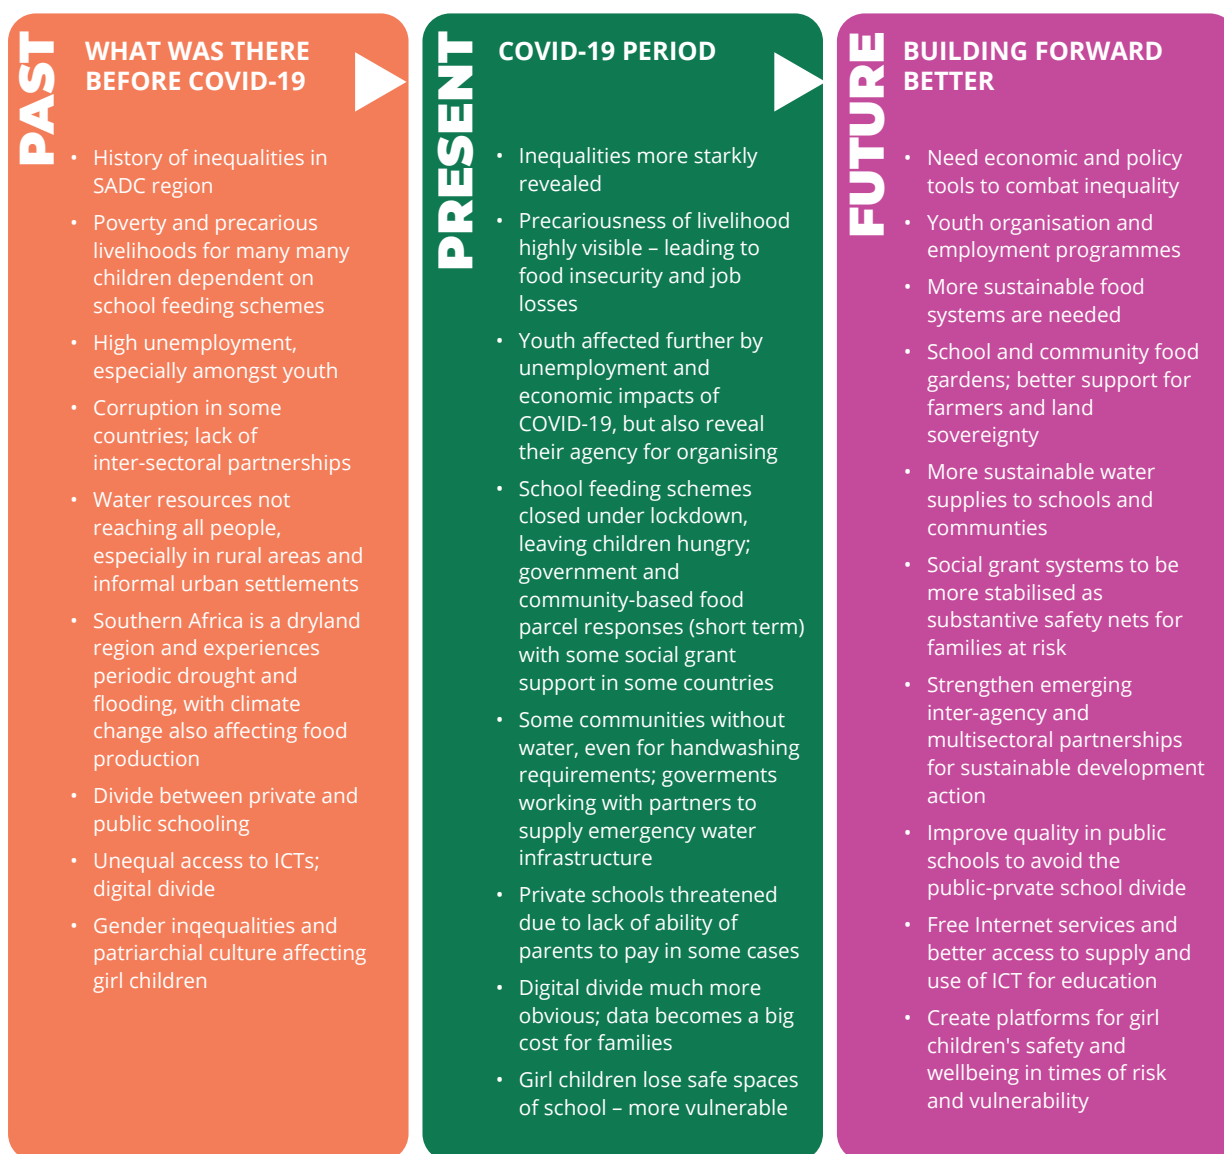 PAST
WHAT WAS THERE
BEFORE COVID-19
• History of inequalities in
SADC region
• Poverty and precarious
livelihoods for many many
children dependent on
school feeding schemes
• High unemployment,
especially amongst youth
• Corruption in some
countries; lack of
inter-sectoral partnerships
• Water resources not
reaching all people,
especially in rural areas and
informal urban settlements
• Southern Africa is a dryland
region and experiences
periodic drought and
flooding, with climate
change also affecting food
production
• Divide between private and
public schooling
• Unequal access to ICTs;
digital divide
• Gender inqequalities and
patriarchial culture affecting
girl children
PRESENT
COVID-19 PERIOD
• Inequalities more starkly
revealed
• Precariousness of livelihood
highly visible – leading to
food insecurity and job
losses
• Youth affected further by
unemployment and
economic impacts of
COVID-19, but also reveal
their agency for organising
• School feeding schemes
closed under lockdown,
leaving children hungry;
government and
community-based food
parcel responses (short term)
with some social grant
support in some countries
• Some communities without
water, even for handwashing
requirements; goverments
working with partners to
supply emergency water
infrastructure
• Private schools threatened
due to lack of ability of
parents to pay in some cases
• Digital divide much more
obvious; data becomes a big
cost for families
• Girl children lose safe spaces
of school – more vulnerable
FUTURE
BUILDING FORWARD
BETTER
• Need economic and policy
tools to combat inequality
• Youth organisation and
employment programmes
• More sustainable food
systems are needed
• School and community food
gardens; better support for
farmers and land
sovereignty
• More sustainable water
supplies to schools and
communties
• Social grant systems to be
more stabilised as
substantive safety nets for
families at risk
• Strengthen emerging
inter-agency and
multisectoral partnerships
for sustainable development
action
• Improve quality in public
schools to avoid the
public-prvate school divide
• Free Internet services and
better access to supply and
use of ICT for education
• Create platforms for girl
children's safety and
wellbeing in times of risk
and vulnerability